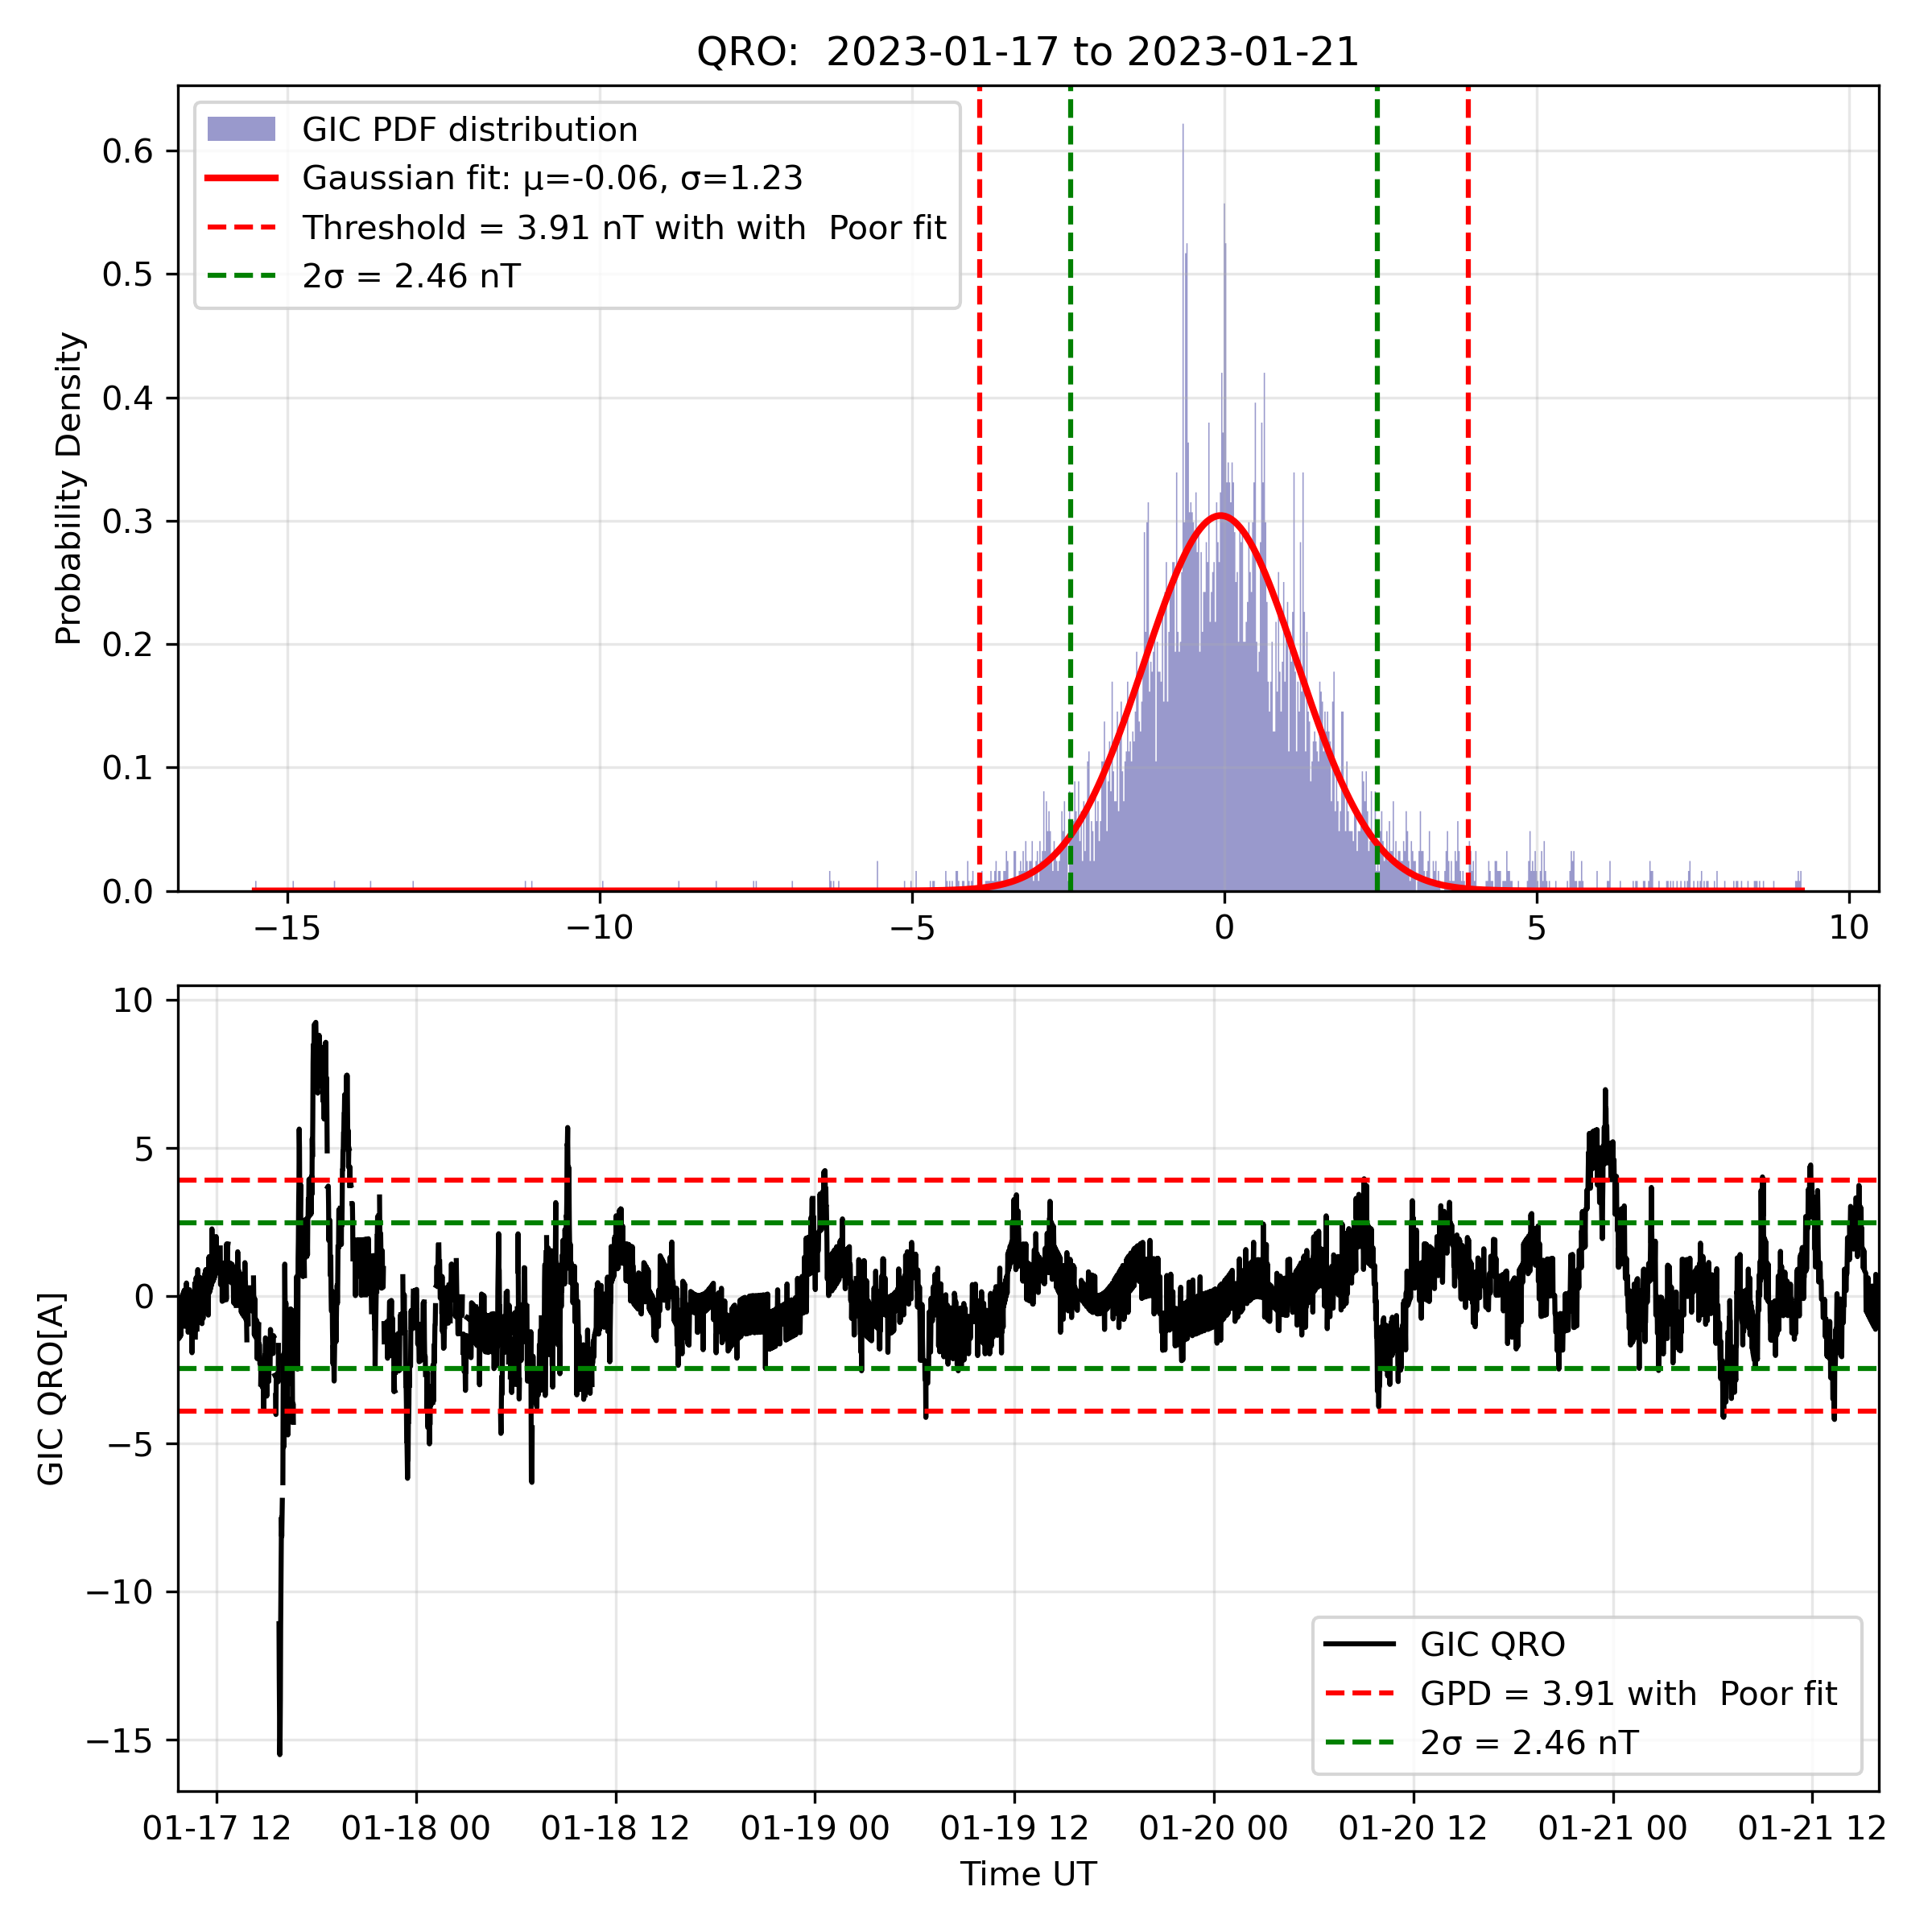 QRO:  2023-01-17 to 2023-01-21
GIC PDF distribution
Gaussian fit: μ=-0.06, σ=1.23
Threshold = 3.91 nT with with  Poor fit
2σ = 2.46 nT
Probability Density
0.6
0.5
0.4
0.3
0.2
0.1
0.0
−15
−10
−5
0
5
10
GIC QRO[A]
10
5
0
−5
−10
−15
GIC QRO
GPD = 3.91 with  Poor fit
2σ = 2.46 nT
01-17 12
01-18 00
01-18 12
01-19 00
01-19 12
01-20 00
01-20 12
01-21 00
01-21 12
Time UT